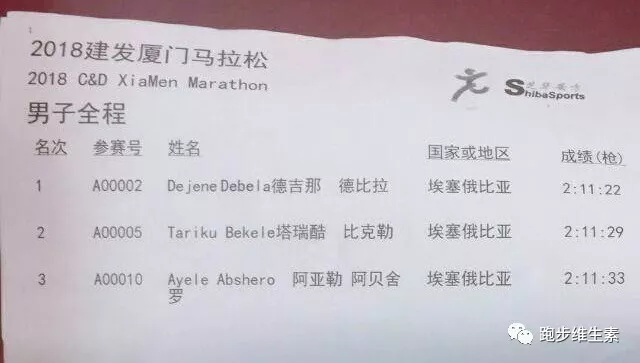 2018建发厦门马拉松
2018 C&D XiaMen Marathon
芝华安方
ShibaSports
男子全程
名次 参赛号 姓名 国家或地区 成绩(枪)
1 A00002 Dejene Debela德吉那 德比拉 埃塞俄比亚 2:11:22
2 A00005 Tariku Bekele塔瑞酷 比克勒 埃塞俄比亚 2:11:29
3 A00010 Ayele Abshero 阿亚勒 阿贝舍 埃塞俄比亚 2:11:33
罗
跑步维生素